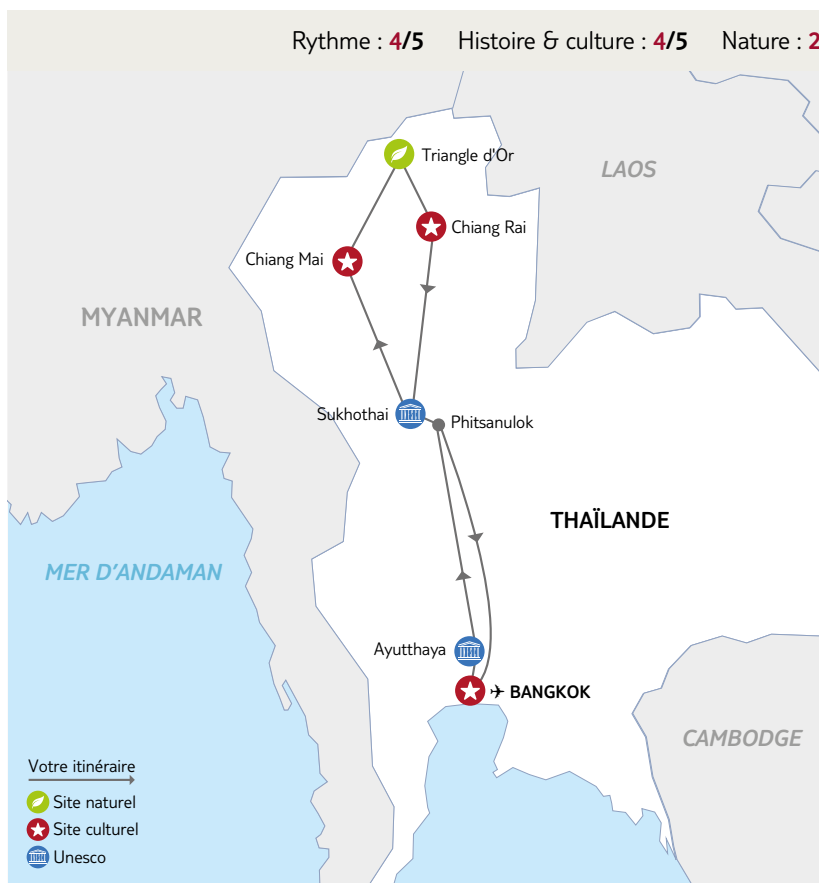 Rythme : 4/5 Histoire & culture : 4/5 Nature : 2
Triangle d'Or
LAOS
Chiang Rai
Chiang Mai
MYANMAR
Sukhothai
Phitsanulok
THAÏLANDE
MER D'ANDAMAN
Ayutthaya
BANGKOK
CAMBODGE
Votre itinéraire
Site naturel
Site culturel
Unesco